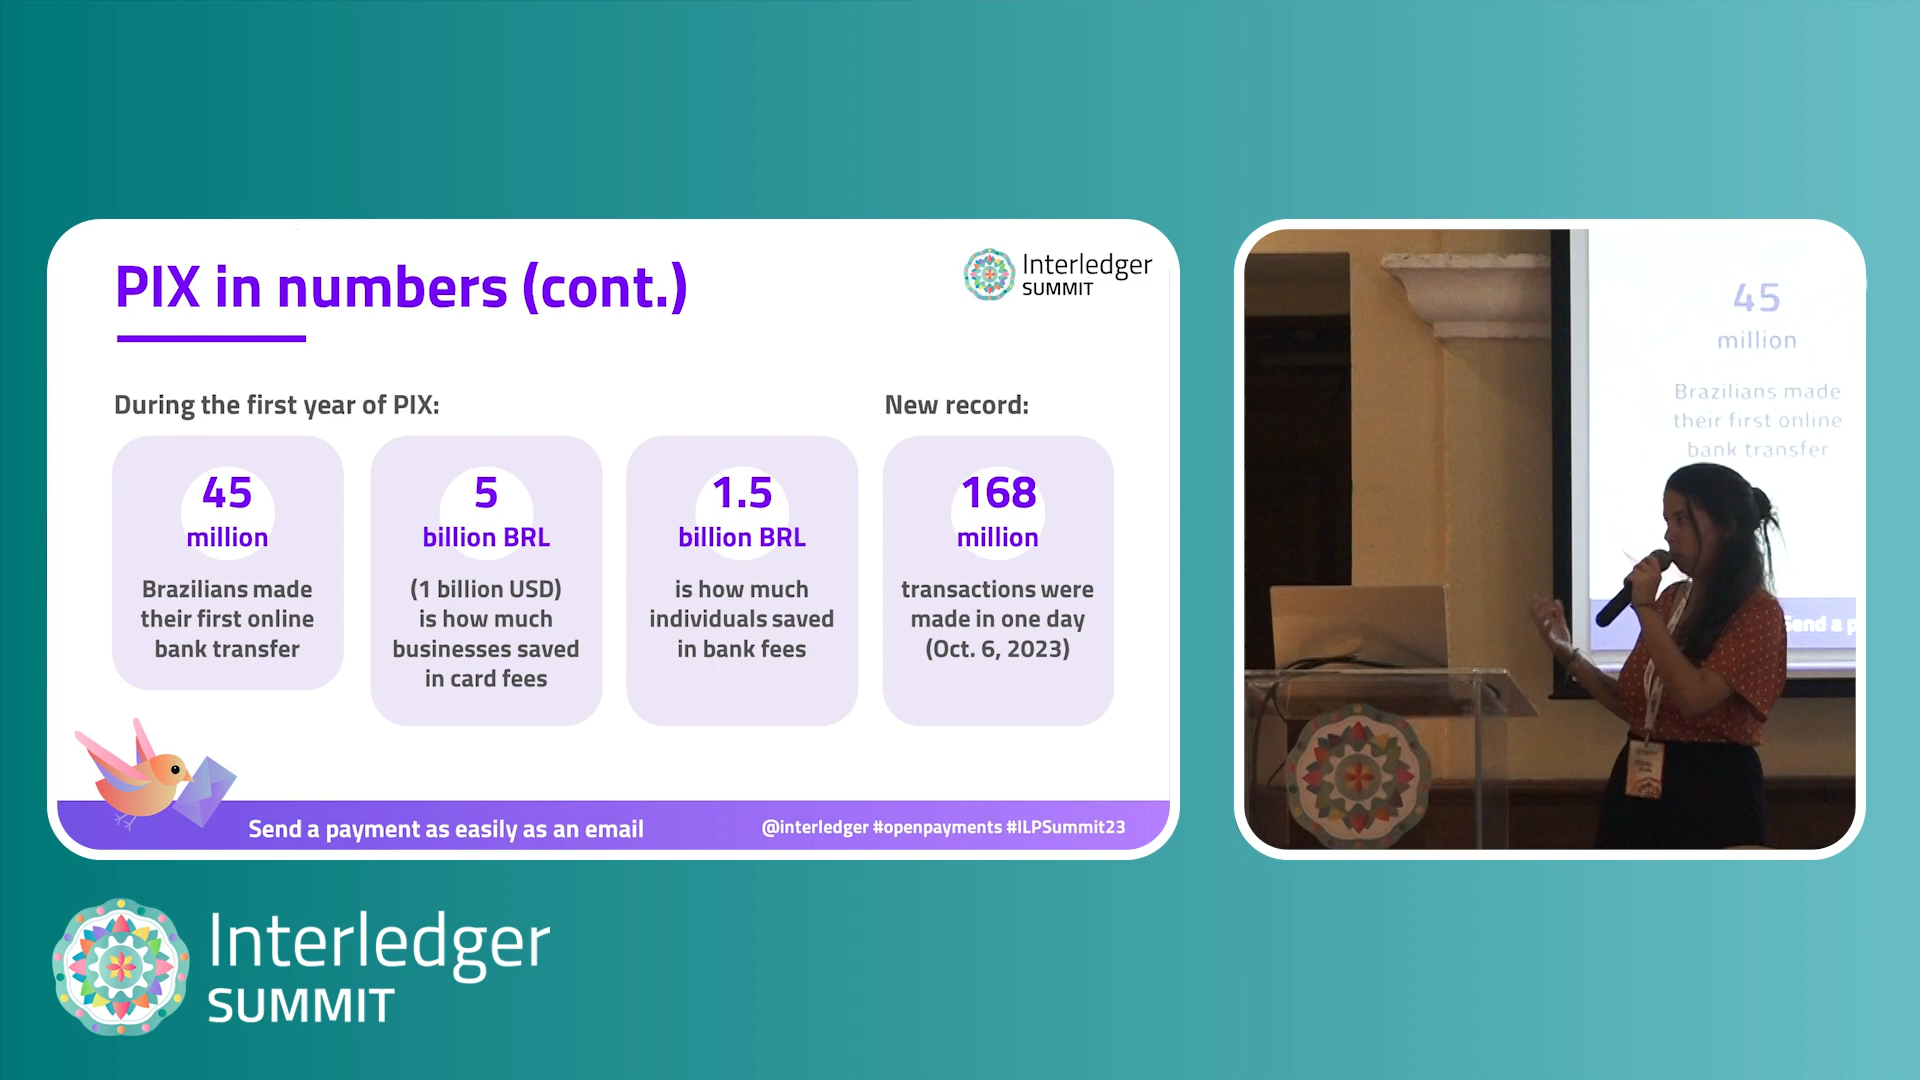 PIX in numbers (cont.)
Interledger
SUMMIT
During the first year of PIX:
New record:
45
million
Brazilians made
their first online
bank transfer
5
billion BRL
(1 billion USD)
is how much
businesses saved
in card fees
1.5
billion BRL
is how much
individuals saved
in bank fees
168
million
transactions were
made in one day
(Oct. 6, 2023)
Send a payment as easily as an email
@interledger #openpayments #ILPSummit23
45
million
Brazilians made
their first online
bank transfer
Send a p
Interledger
SUMMIT